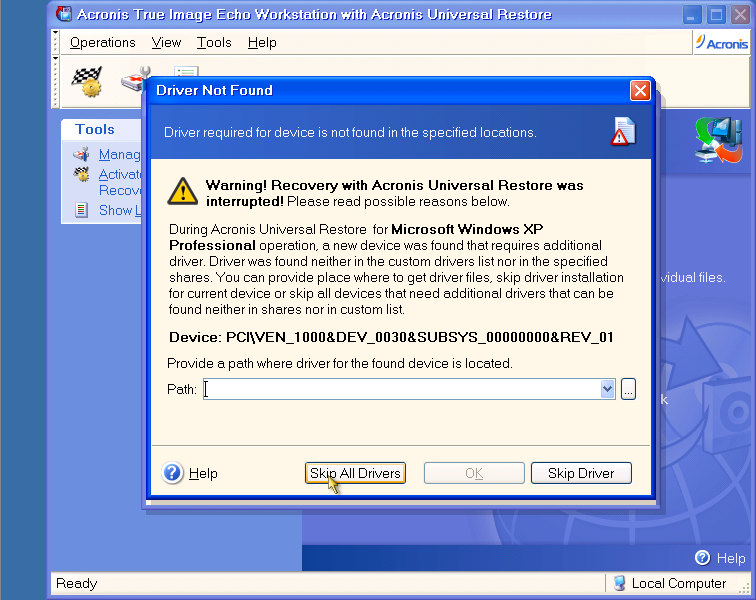 Acronis True Image Echo Workstation with Acronis Universal Restore
Operations View Tools Help
Acronis
Driver Not Found
Driver required for device is not found in the specified locations.
Tools
Manag
Activat
Recov
Show L
Warning! Recovery with Acronis Universal Restore was
interrupted! Please read possible reasons below.
During Acronis Universal Restore for Microsoft Windows XP
Professional operation, a new device was found that requires additional
driver. Driver was found neither in the custom drivers list nor in the specified
shares. You can provide place where to get driver files, skip driver installation
for current device or skip all devices that need additional drivers that can be
found neither in shares nor in custom list.
vidual files.
Device: PCI\VEN_1000&DEV_0030&SUBSYS_00000000&REV_01
Provide a path where driver for the found device is located.
Path:
...
k
Help
Skip All Drivers
OK
Skip Driver
Help
Ready
Local Computer